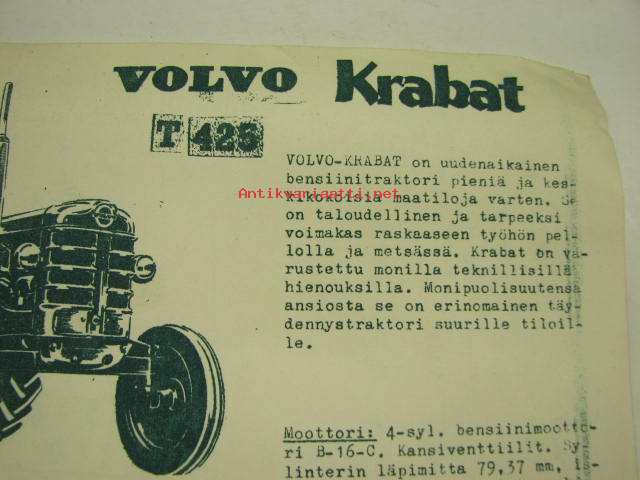 VOLVO Krabat
T 425
VOLVO-KRABAT on uudenaikainen
bensiinitraktori pieniä ja kes-
Antikvariaatti.net
kikokoisia maatiloja varten. Se
on taloudellinen ja tarpeeksi
voimakas raskaaseen työhön pel-
lolla ja metsässä. Krabat on va-
rustettu monilla teknillisillä
hienouksilla. Monipuolisuutensa
ansiosta se on erinomainen täy-
dennystraktori suurille tiloil-
le.
Moottori: 4-syl. bensiinimootto-
ri B-16-C. Kansiventtiilit. Sy-
linterin läpimitta 79,37 mm, is-